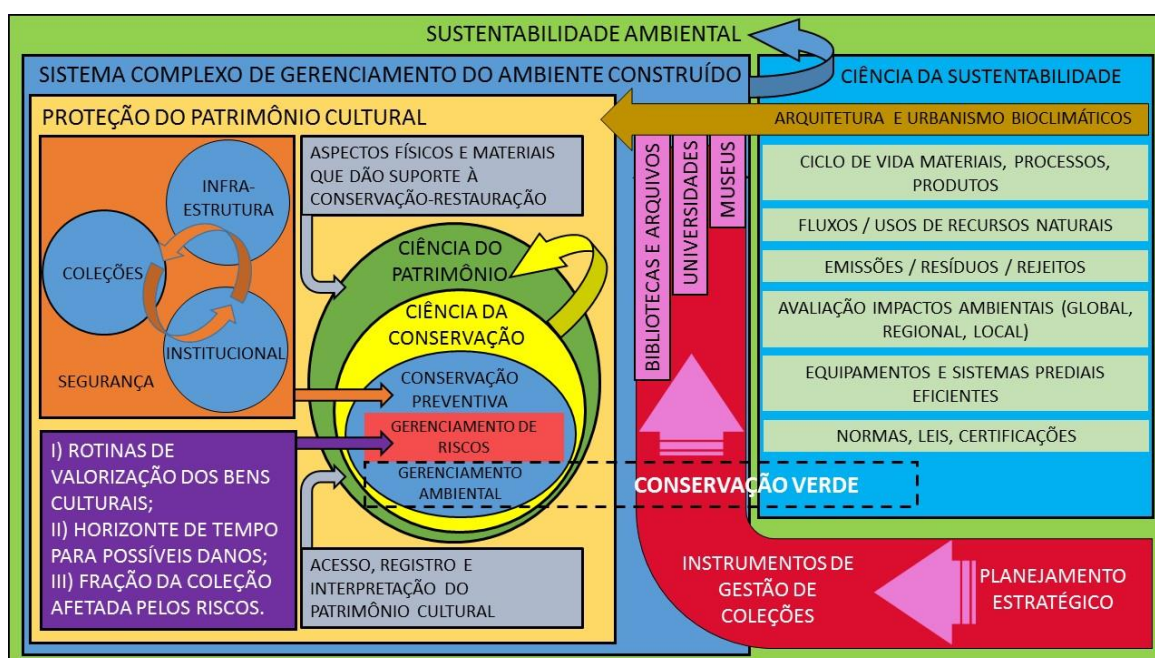 SUSTENTABILIDADE AMBIENTAL
SISTEMA COMPLEXO DE GERENCIAMENTO DO AMBIENTE CONSTRUÍDO
PROTEÇÃO DO PATRIMÔNIO CULTURAL
INFRA-
ESTRUTURA
COLEÇÕES
INSTITUCIONAL
SEGURANÇA
ASPECTOS FÍSICOS E MATERIAIS
QUE DÃO SUPORTE À
CONSERVAÇÃO-RESTAURAÇÃO
CIÊNCIA DO
PATRIMÔNIO
CIÊNCIA DA
CONSERVAÇÃO
CONSERVAÇÃO
PREVENTIVA
GERENCIAMENTO DE
RISCOS
GERENCIAMENTO
AMBIENTAL
I) ROTINAS DE
VALORIZAÇÃO DOS BENS
CULTURAIS;
II) HORIZONTE DE TEMPO
PARA POSSÍVEIS DANOS;
III) FRAÇÃO DA COLEÇÃO
AFETADA PELOS RISCOS.
ACESSO, REGISTRO E
INTERPRETAÇÃO DO
PATRIMÔNIO CULTURAL
BIBLIOTECAS E ARQUIVOS
UNIVERSIDADES
MUSEUS
CONSERVAÇÃO VERDE
CIÊNCIA DA SUSTENTABILIDADE
ARQUITETURA E URBANISMO BIOCLIMÁTICOS
CICLO DE VIDA MATERIAIS, PROCESSOS,
PRODUTOS
FLUXOS / USOS DE RECURSOS NATURAIS
EMISSÕES / RESÍDUOS / REJEITOS
AVALIAÇÃO IMPACTOS AMBIENTAIS (GLOBAL,
REGIONAL, LOCAL)
EQUIPAMENTOS E SISTEMAS PREDIAIS
EFICIENTES
NORMAS, LEIS, CERTIFICAÇÕES
INSTRUMENTOS DE
GESTÃO DE
COLEÇÕES
PLANEJAMENTO
ESTRATÉGICO